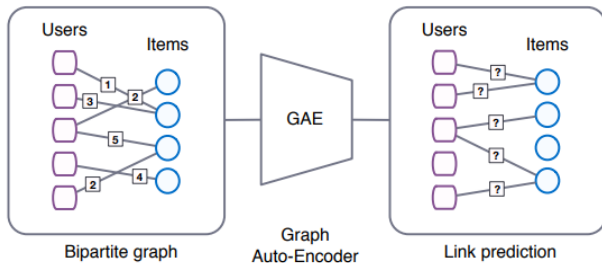 Users
Items
1
2
3
5
4
2
Bipartite graph
GAE
Graph
Auto-Encoder
Users
Items
?
?
?
?
?
Link prediction